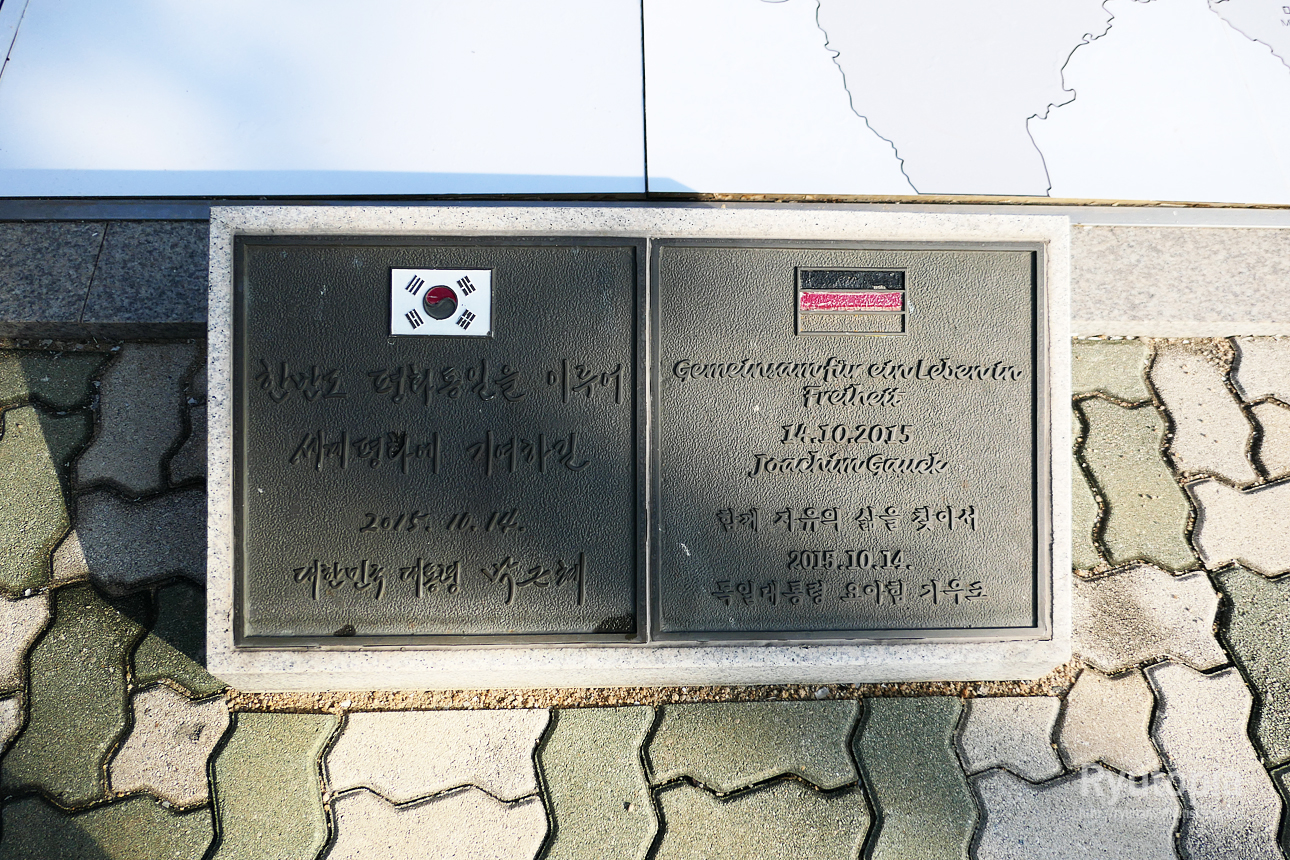 한반도 평화통일을 이루어
세계평화에 기여하길
2015. 10. 14.
대한민국 대통령 박근혜
Gemeinsam für ein Leben in
Freiheit
14.10.2015
Joachim Gauck
함께 자유의 삶을 찾아서
2015.10.14.
독일대통령 요아힘 가우크